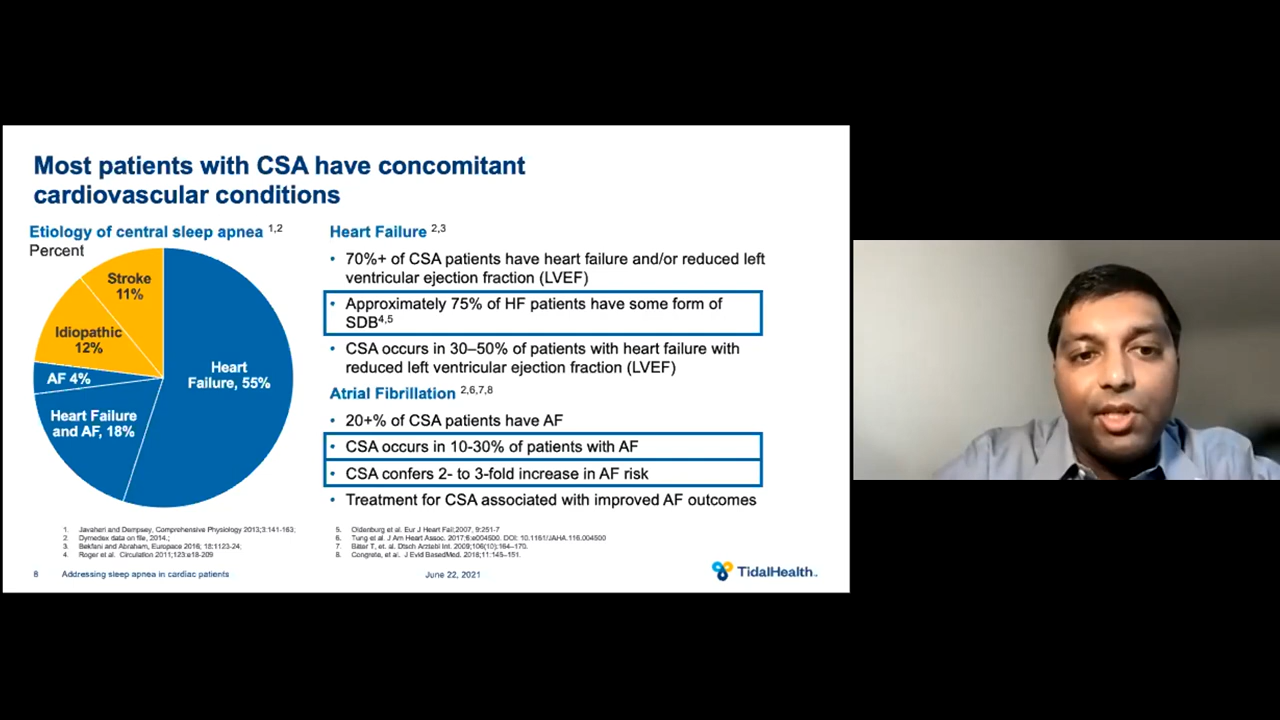 Most patients with CSA have concomitant
cardiovascular conditions
Etiology of central sleep apnea 1,2
Percent
Stroke
11%
Idiopathic
12%
AF 4%
Heart Failure
and AF, 18%
Heart
Failure, 55%
Heart Failure 2,3
• 70%+ of CSA patients have heart failure and/or reduced left
ventricular ejection fraction (LVEF)
• Approximately 75% of HF patients have some form of
SDB4,5
• CSA occurs in 30–50% of patients with heart failure with
reduced left ventricular ejection fraction (LVEF)
Atrial Fibrillation 2,6,7,8
• 20+% of CSA patients have AF
• CSA occurs in 10-30% of patients with AF
• CSA confers 2- to 3-fold increase in AF risk
• Treatment for CSA associated with improved AF outcomes
1. Javaheri and Dempsey, Comprehensive Physiology 2013;3:141-163;
2. Dymedex data on file, 2014.;
3. Bekfani and Abraham, Europace 2016; 18:1123-24;
4. Roger et al. Circulation 2011;123:e18-209
5. Oldenburg et al. Eur J Heart Fail;2007, 9:251-7
6. Tung et al. J Am Heart Assoc. 2017;6:e004500. DOI: 10.1161/JAHA.116.004500
7. Bitter T, et. al. Dtsch Arztebl Int. 2009;106(10):164–170.
8. et al. J Evid BasedMed. 2018;11:145–151.
8 Addressing sleep apnea in cardiac patients
June 22, 2021
TidalHealth